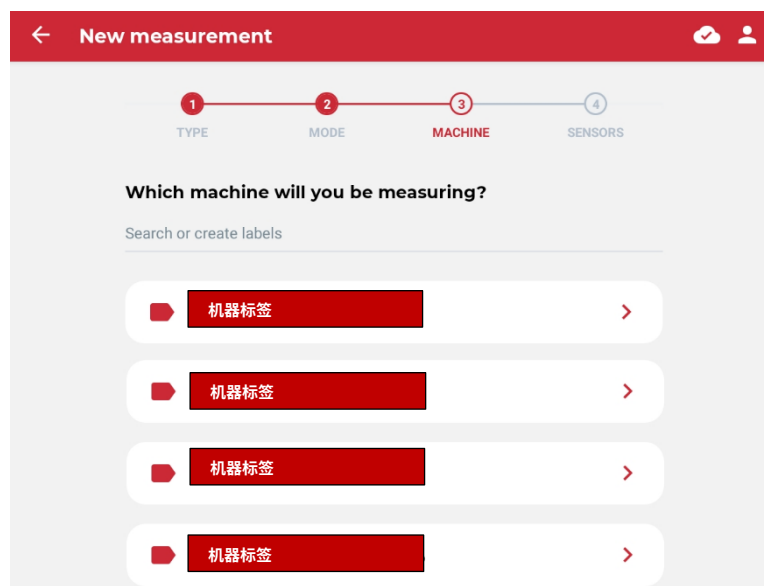 New measurement
1 2 3 4
TYPE MODE MACHINE SENSORS
Which machine will you be measuring?
Search or create labels
机器标签
机器标签
机器标签
机器标签